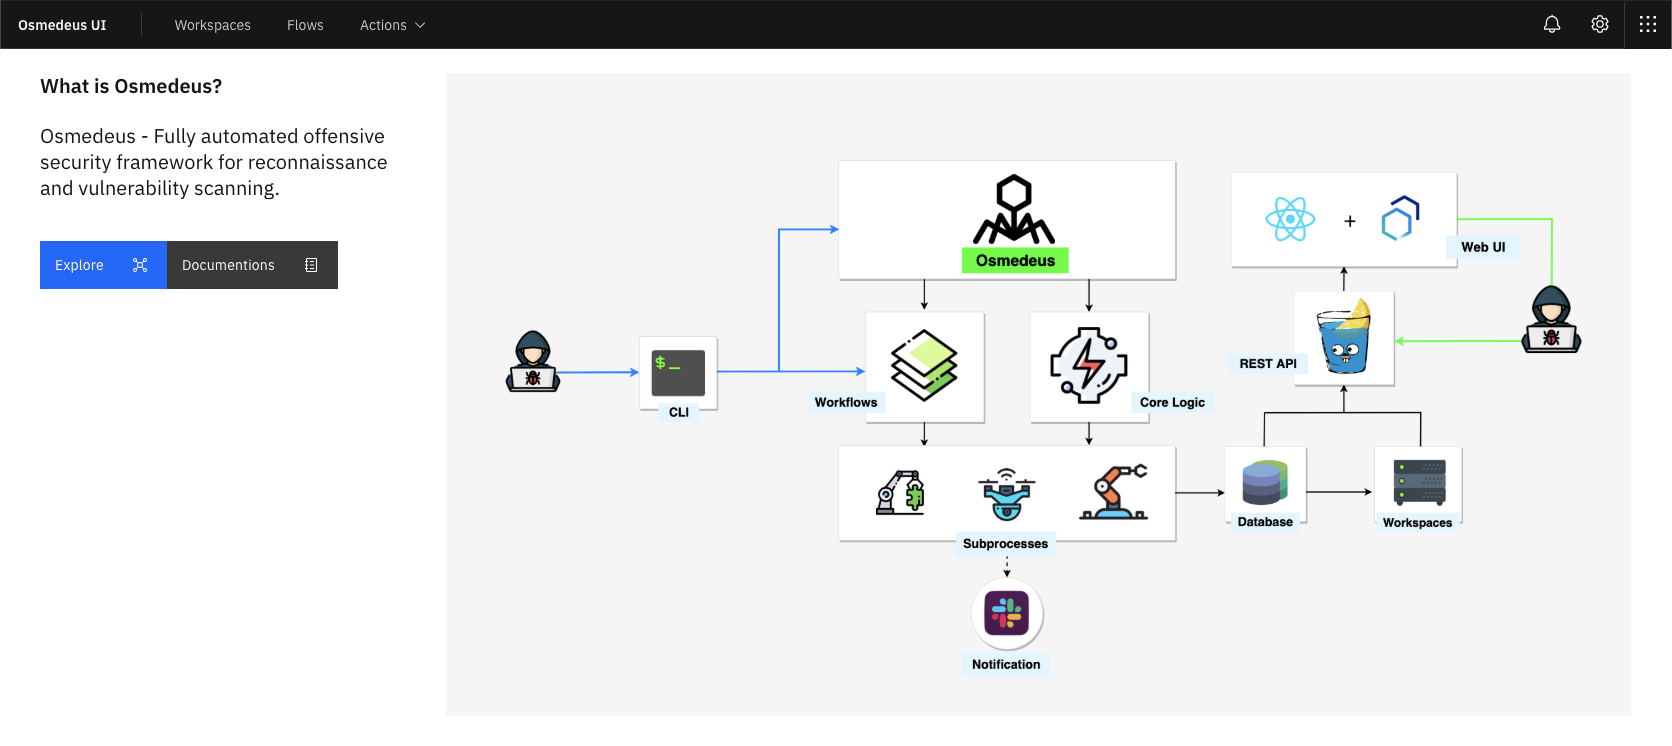 Osmedeus UI
Workspaces
Flows
Actions
What is Osmedeus?
Osmedeus - Fully automated offensive
security framework for reconnaissance
and vulnerability scanning.
Explore
Documentions
Osmedeus
+
Web UI
$_
CLI
Workflows
Core Logic
REST API
Subprocesses
Database
Workspaces
Notification